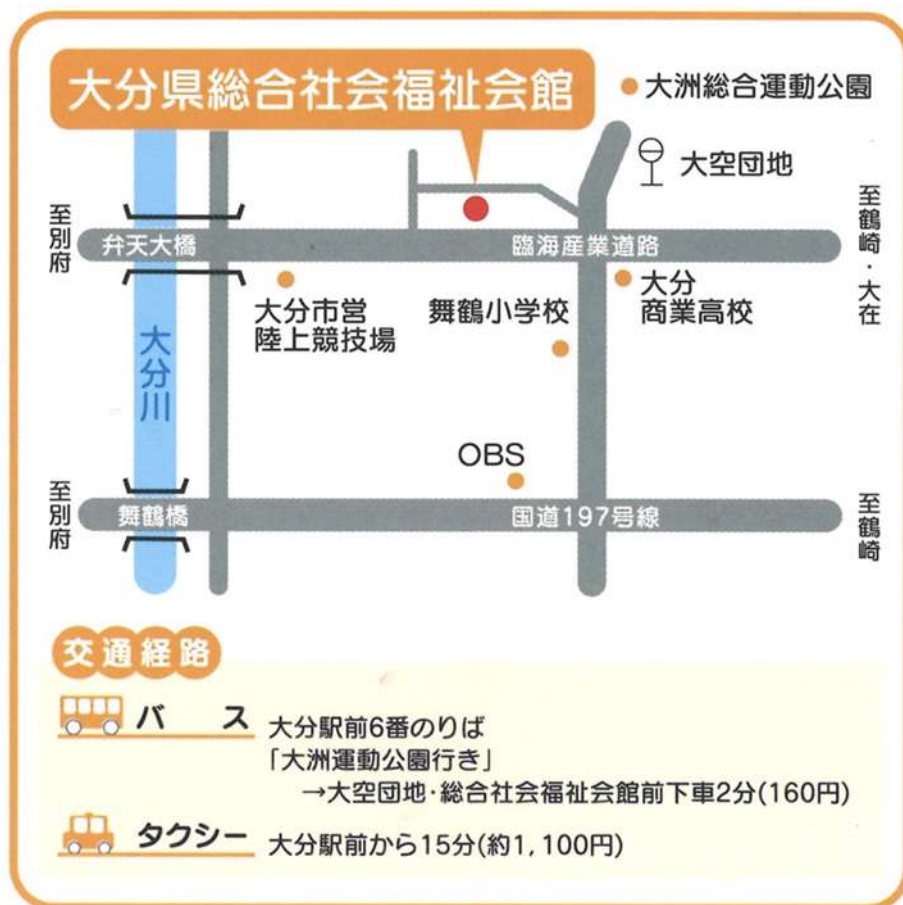 大分県総合社会福祉会館
大洲総合運動公園
大空団地
至別府
弁天大橋
臨海産業道路
至鶴崎・大在
大分市営
陸上競技場
舞鶴小学校
大分
商業高校
大分川
OBS
至別府
舞鶴橋
国道197号線
至鶴崎
交通経路
バス
大分駅前6番のりば
「大洲運動公園行き」
→大空団地・総合社会福祉会館前下車2分(160円)
タクシー
大分駅前から15分(約1,100円)